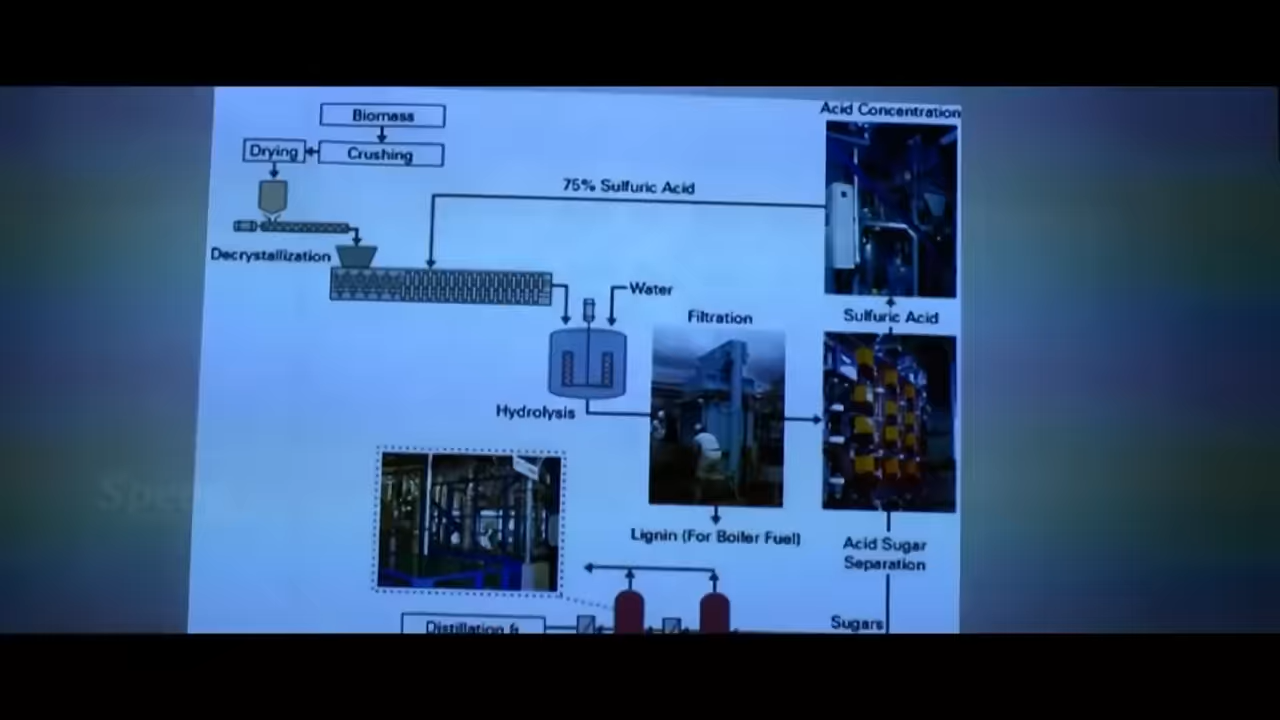 Acid Concentration
Biomass
Drying
Crushing
75% Sulfuric Acid
Decrystallization
Water
Filtration
Sulfuric Acid
Hydrolysis
Lignin (For Boiler Fuel)
Acid Sugar
Separation
Sugars
Distillation &